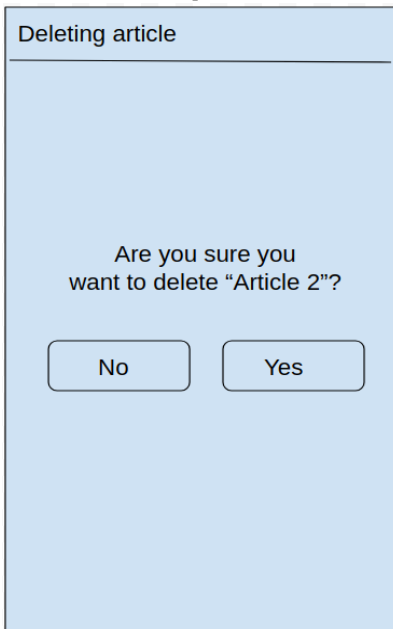 Deleting article
Are you sure you
want to delete “Article 2”?
No
Yes